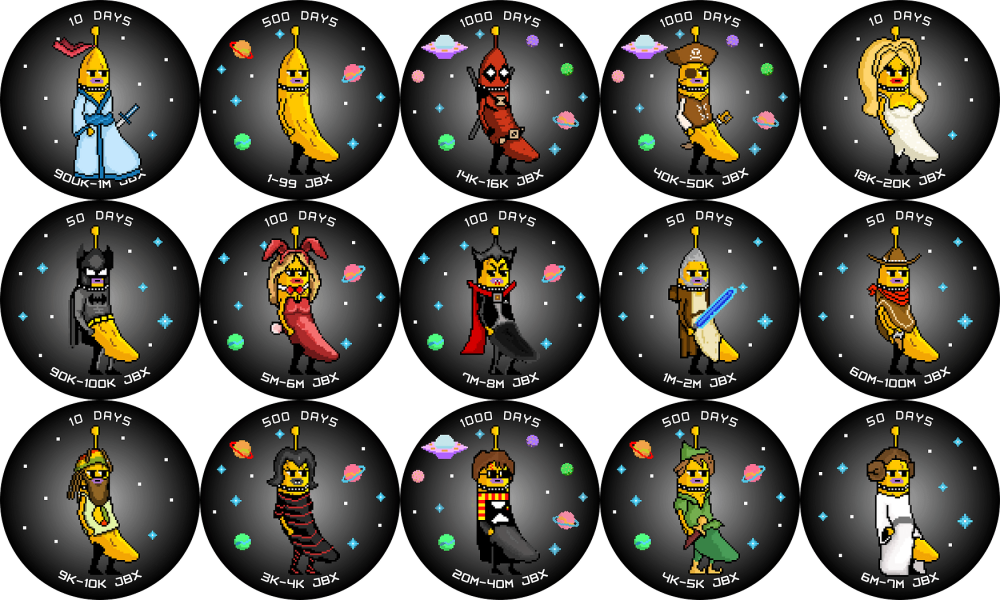 10 DAYS
900K-1M JBX
500 DAYS
1-99 JBX
1000 DAYS
14K-16K JBX
1000 DAYS
40K-50K JBX
10 DAYS
18K-20K JBX
50 DAYS
90K-100K JBX
100 DAYS
5M-6M JBX
100 DAYS
7M-8M JBX
50 DAYS
1M-2M JBX
50 DAYS
60M-100M JBX
10 DAYS
9K-10K JBX
500 DAYS
3K-4K JBX
1000 DAYS
20M-40M JBX
500 DAYS
4K-5K JBX
50 DAYS
6M-7M JBX